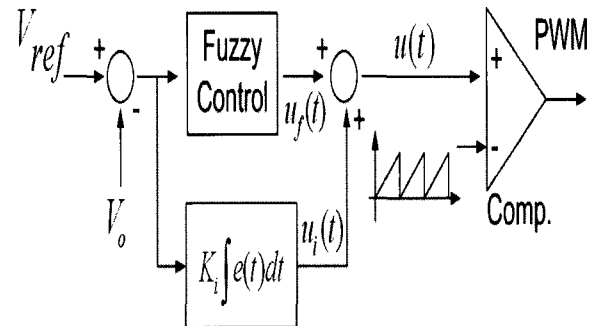 V_ref
+
-
V_o
Fuzzy
Control
u_f(t)
+
+
u(t)
K_i∫e(t)dt
u_i(t)
+
-
PWM
Comp.